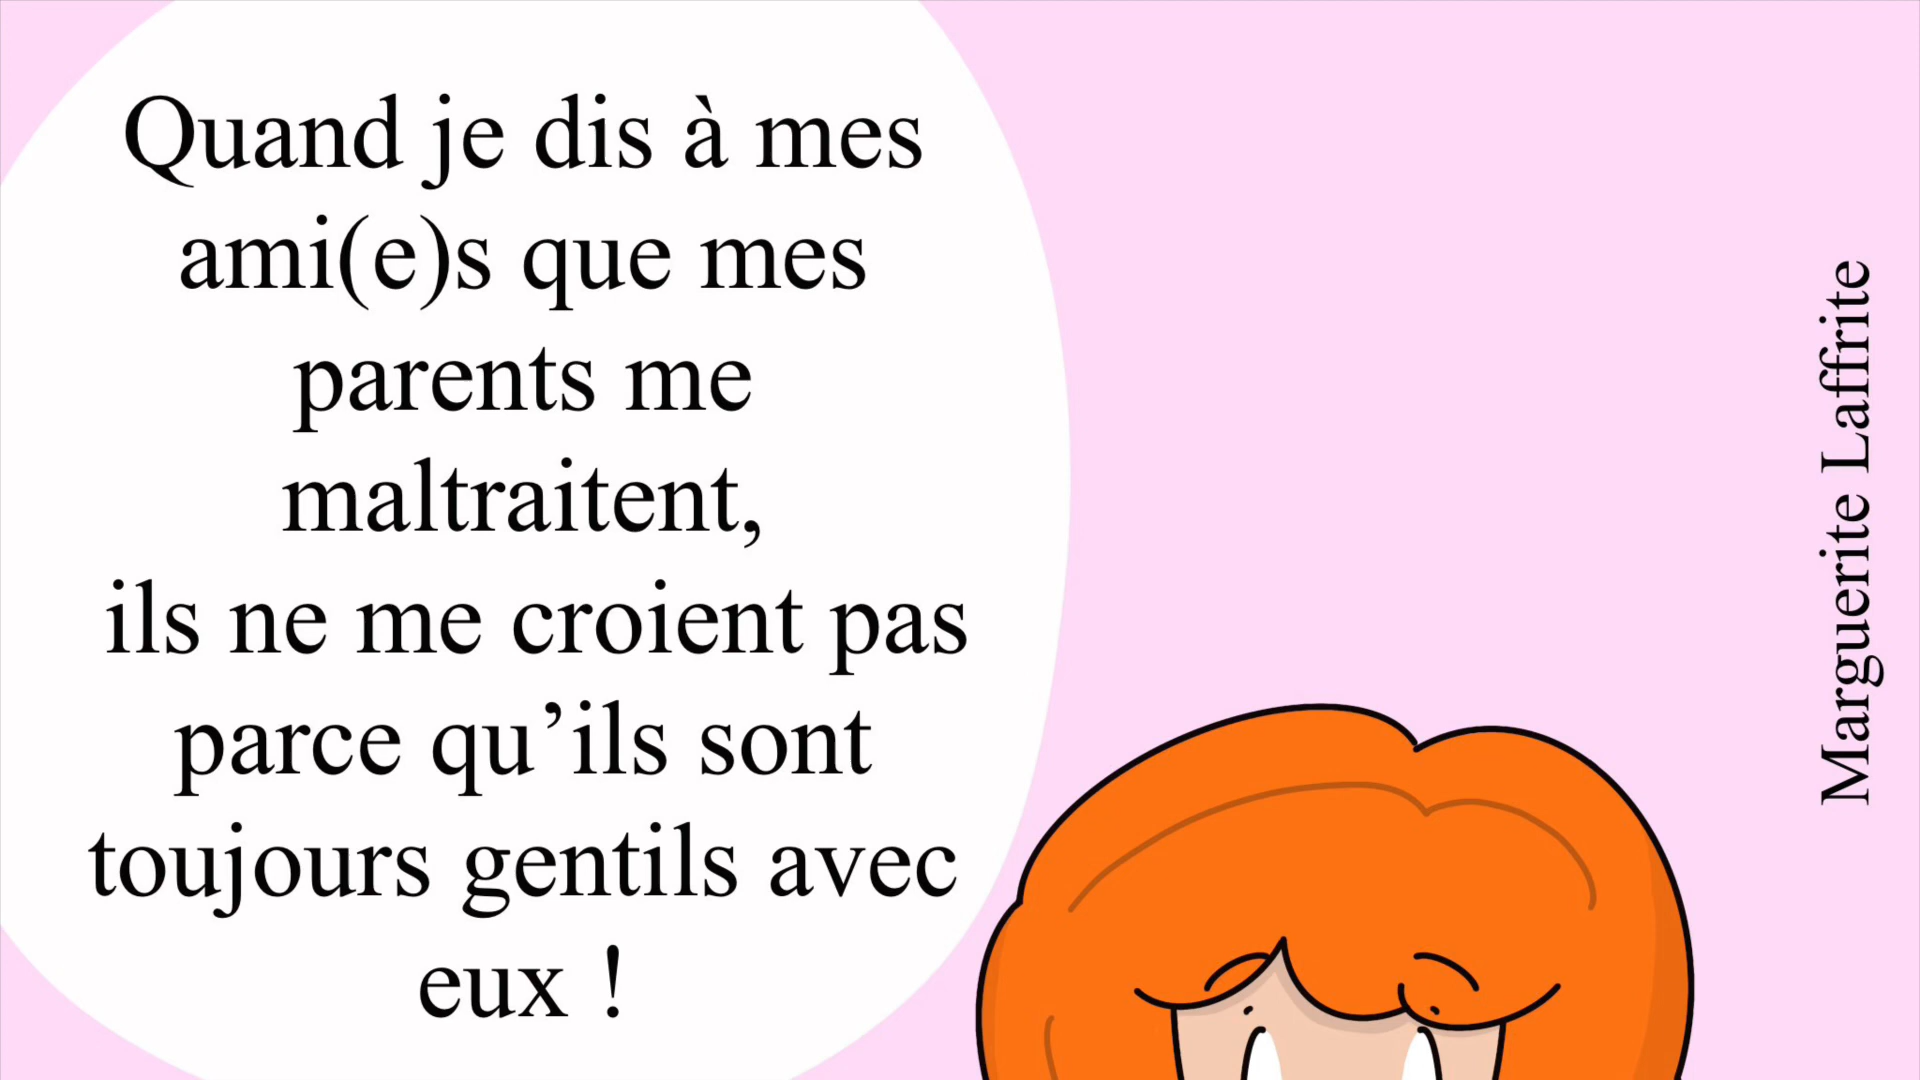 Quand je dis à mes
ami(e)s que mes
parents me
maltraitent,
ils ne me croient pas
parce qu’ils sont
toujours gentils avec
eux !
Marguerite Laffrite